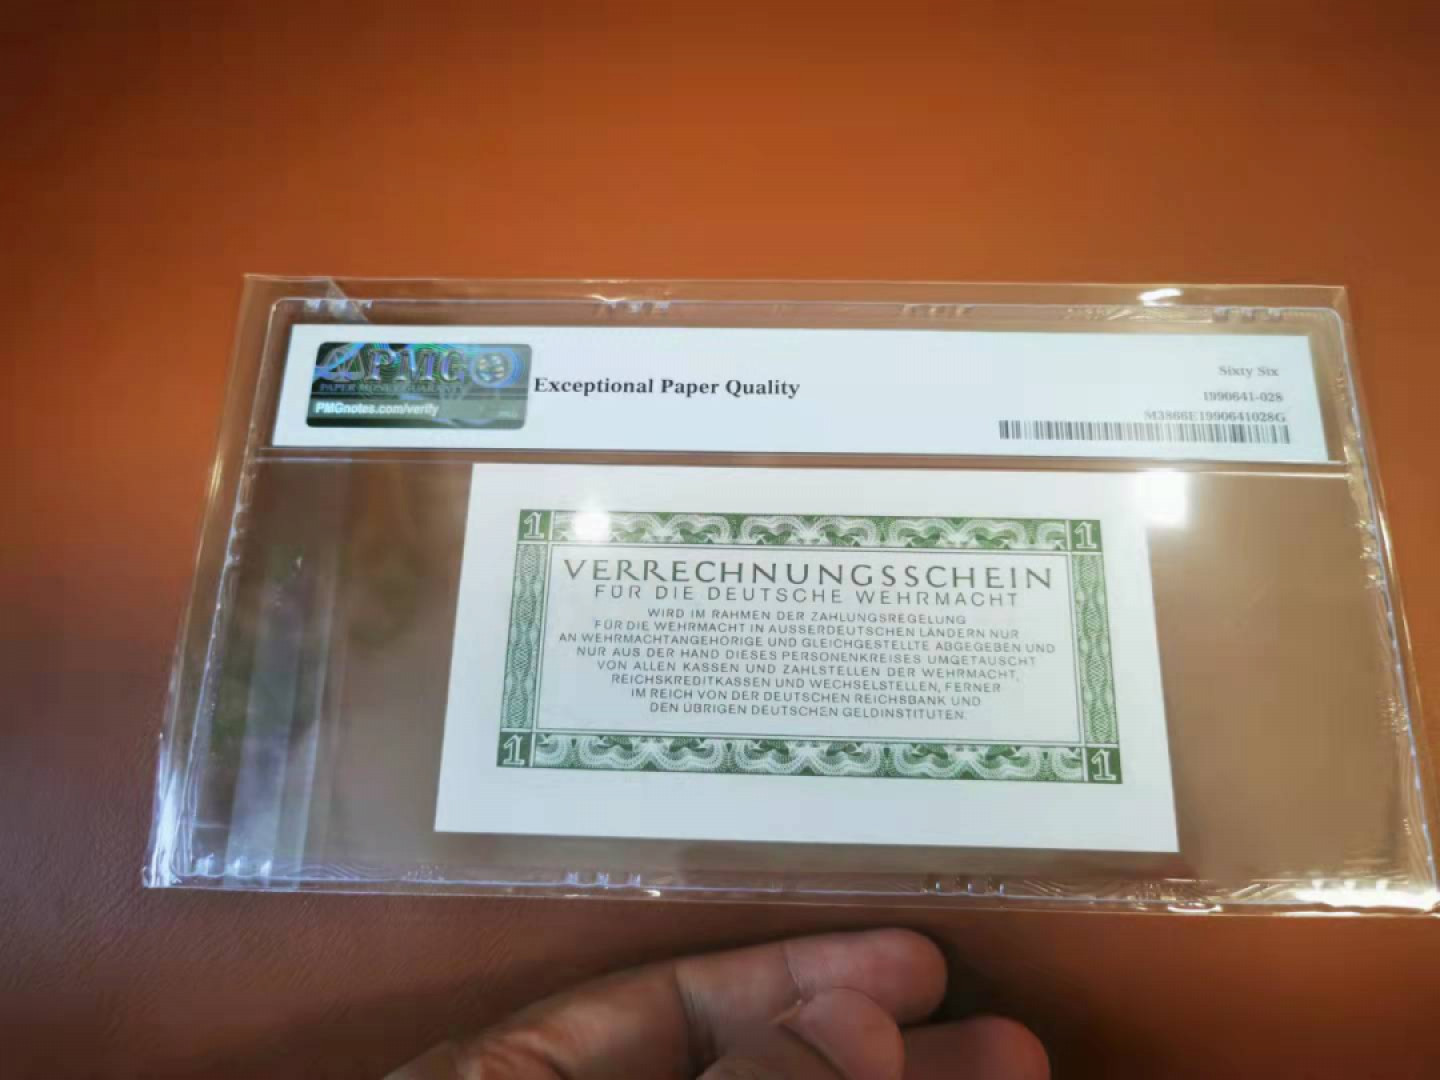 PMG
PAPER MONEY GUARANTY
PMGnotes.com/verify
Exceptional Paper Quality
Sixty Six
1990641-028
M3866E1990641028G
1
1
VERRECHNUNGSSCHEIN
FÜR DIE DEUTSCHE WEHRMACHT
WIRD IM RAHMEN DER ZAHLUNGSREGELUNG
FÜR DIE WEHRMACHT IN AUSSERDEUTSCHEN LÄNDERN NUR
AN WEHRMACHTANGEHÖRIGE UND GLEICHGESTELLTE ABGEGEBEN UND
NUR AUS DER HAND DIESES PERSONENKREISES UMGETAUSCHT
VON ALLEN KASSEN UND ZAHLSTELLEN DER WEHRMACHT,
REICHSKREDITKASSEN UND WECHSELSTELLEN, FERNER
IM REICH VON DER DEUTSCHEN REICHSBANK UND
DEN ÜBRIGEN DEUTSCHEN GELDINSTITUTEN.
1
1